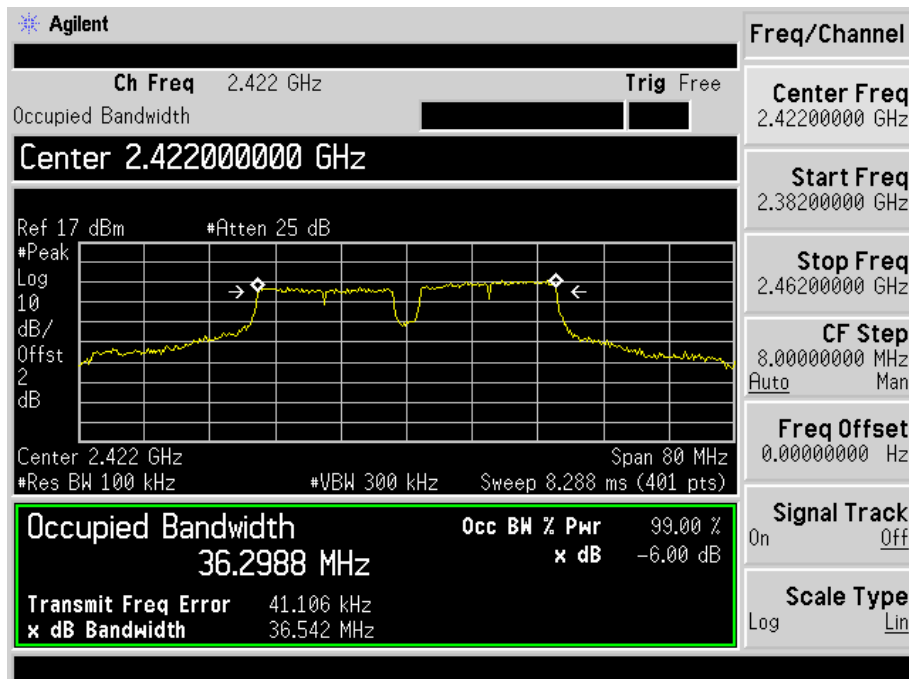 Agilent
Freq/Channel
Ch Freq 2.422 GHz Trig Free
Occupied Bandwidth
Center 2.422000000 GHz
Ref 17 dBm #Atten 25 dB
#Peak
Log
10
dB/
Offst
2
dB
Center 2.422 GHz Span 80 MHz
#Res BW 100 kHz #VBW 300 kHz Sweep 8.288 ms (401 pts)
Occupied Bandwidth
36.2988 MHz
Occ BW % Pwr 99.00 %
x dB -6.00 dB
Transmit Freq Error 41.106 kHz
x dB Bandwidth 36.542 MHz
Center Freq
2.42200000 GHz
Start Freq
2.38200000 GHz
Stop Freq
2.46200000 GHz
CF Step
8.00000000 MHz
Auto Man
Freq Offset
0.00000000 Hz
Signal Track
On Off
Scale Type
Log Lin